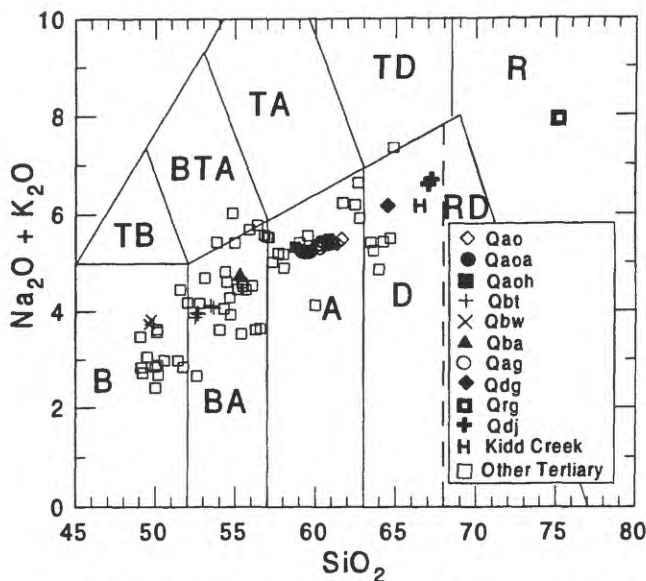 10
8
6
4
2
0
Na₂O + K₂O
TD
R
TA
BTA
TB
RD
A
D
B
BA
Qao
Qaoa
Qaoh
Qbt
Qbw
Qba
Qag
Qdg
Qrg
Qdj
H Kidd Creek
Other Tertiary
45 50 55 60 65 70 75 80
SiO₂